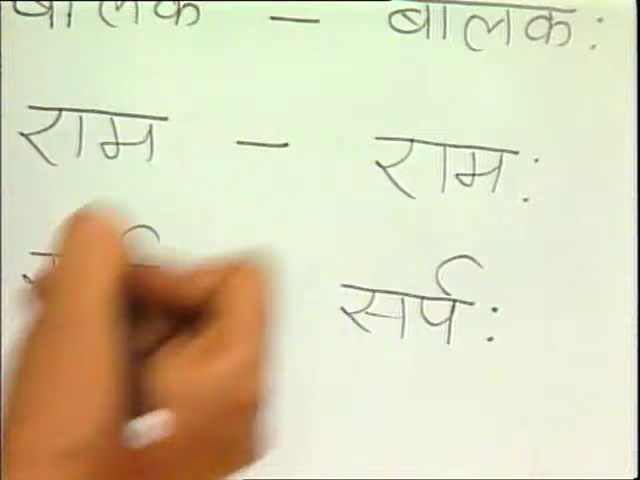 बालक – बालकः
राम – रामः
सर्पः